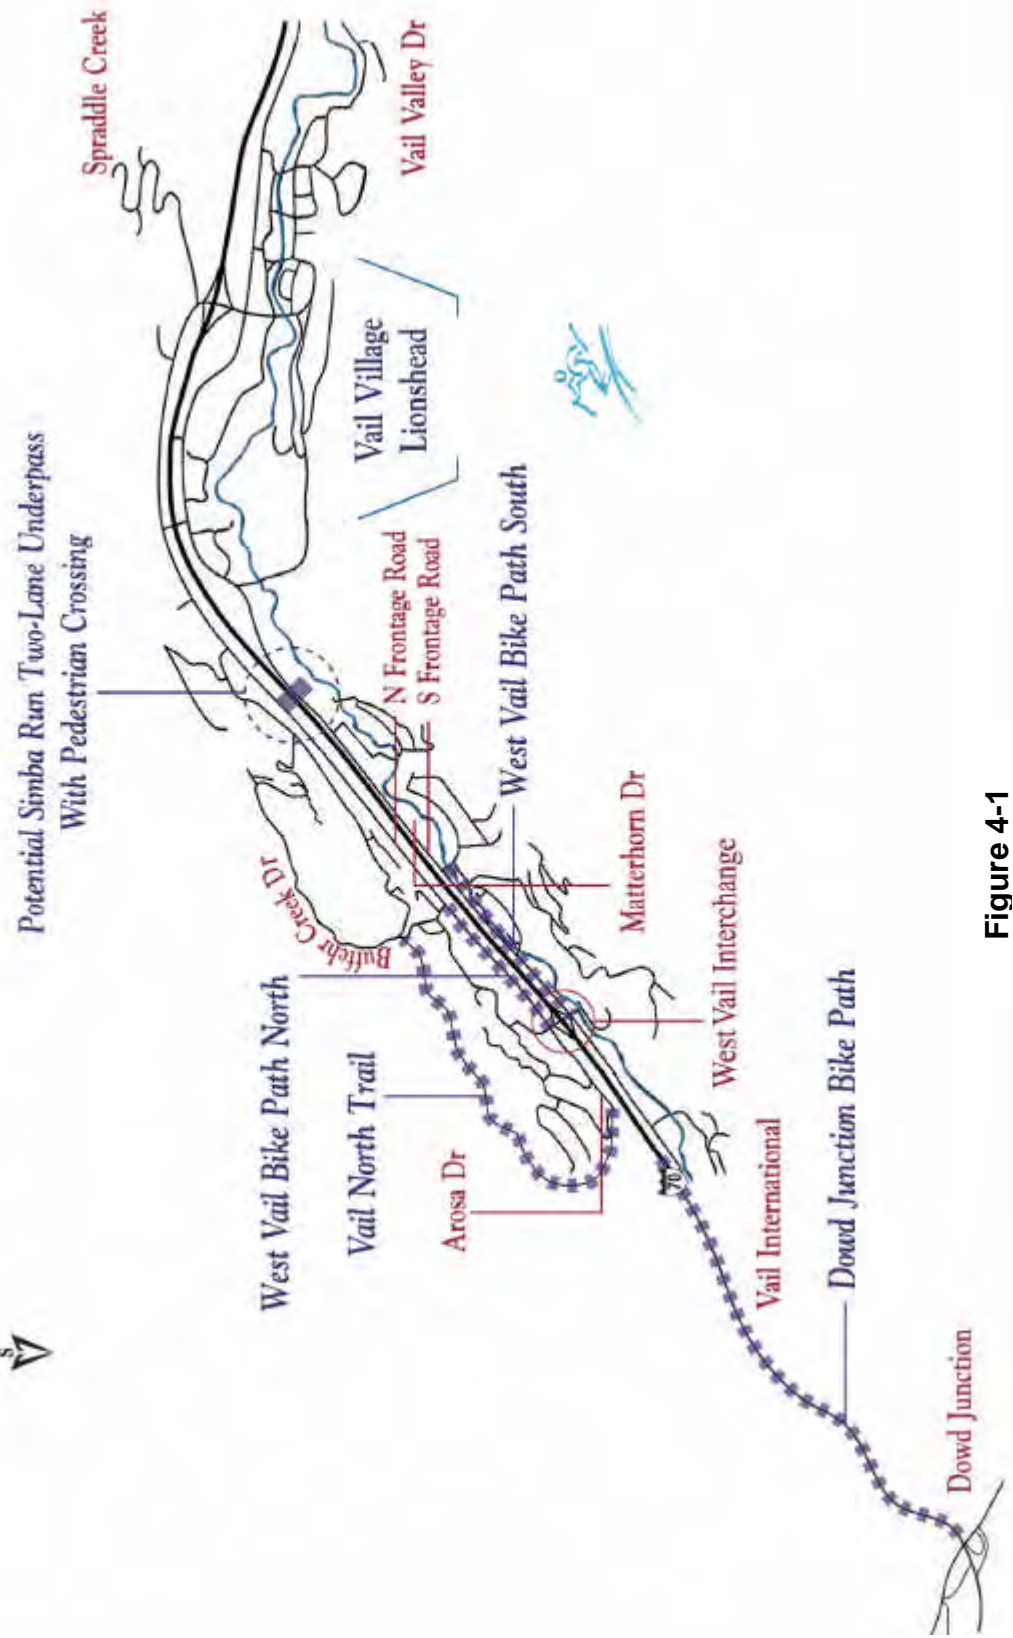 Potential Simba Run Two-Lane Underpass
With Pedestrian Crossing
Spraddle Creek
Vail Valley Dr
Vail Village
Lionshead
N Frontage Road
S Frontage Road
West Vail Bike Path South
Buffehr Creek Dr
Matterhorn Dr
West Vail Interchange
West Vail Bike Path North
Vail North Trail
Arosa Dr
70
Vail International
Dowd Junction Bike Path
Dowd Junction
S
Figure 4-1